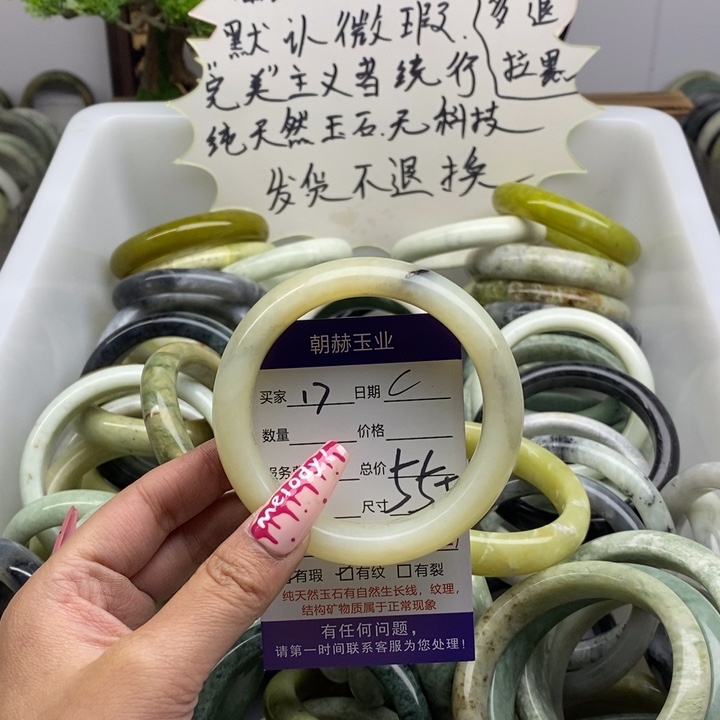 默认微瑕. 多退
"完美"主义者绕行 拉黑
纯天然玉石.无科技
发货不退换
朝赫玉业
买家 17 日期 C
数量 价格
服务 总价
尺寸 55+
melody
有瑕 有纹 有裂
纯天然玉石有自然生长线，纹理，
结构矿物质属于正常现象
有任何问题，
请第一时间联系客服为您处理！